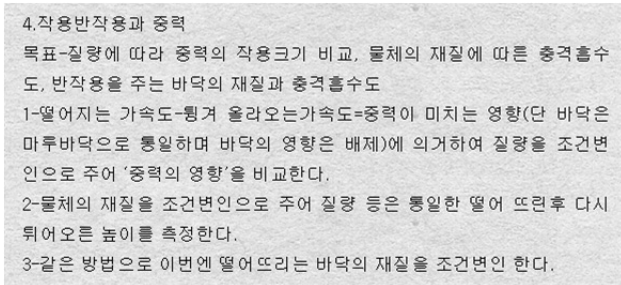 4.작용반작용과 중력
목표-질량에 따라 중력의 작용크기 비교, 물체의 재질에 따른 충격흡수
도, 반작용을 주는 바닥의 재질과 충격흡수도
1-떨어지는 가속도-튕겨 올라오는가속도=중력이 미치는 영향(단 바닥은
마루바닥으로 통일하며 바닥의 영향은 배제)에 의거하여 질량을 조건변
인으로 주어 '중력의 영향'을 비교한다.
2-물체의 재질을 조건변인으로 주어 질량 등은 통일한 떨어 뜨린후 다시
튀어오른 높이를 측정한다.
3-같은 방법으로 이번엔 떨어뜨리는 바닥의 재질을 조건변인 한다.